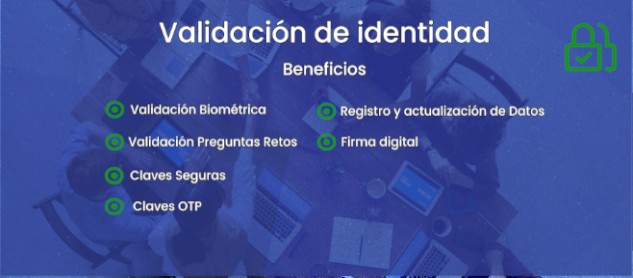 Validación de identidad
Beneficios
Validación Biométrica
Validación Preguntas Retos
Claves Seguras
Claves OTP
Registro y actualización de Datos
Firma digital